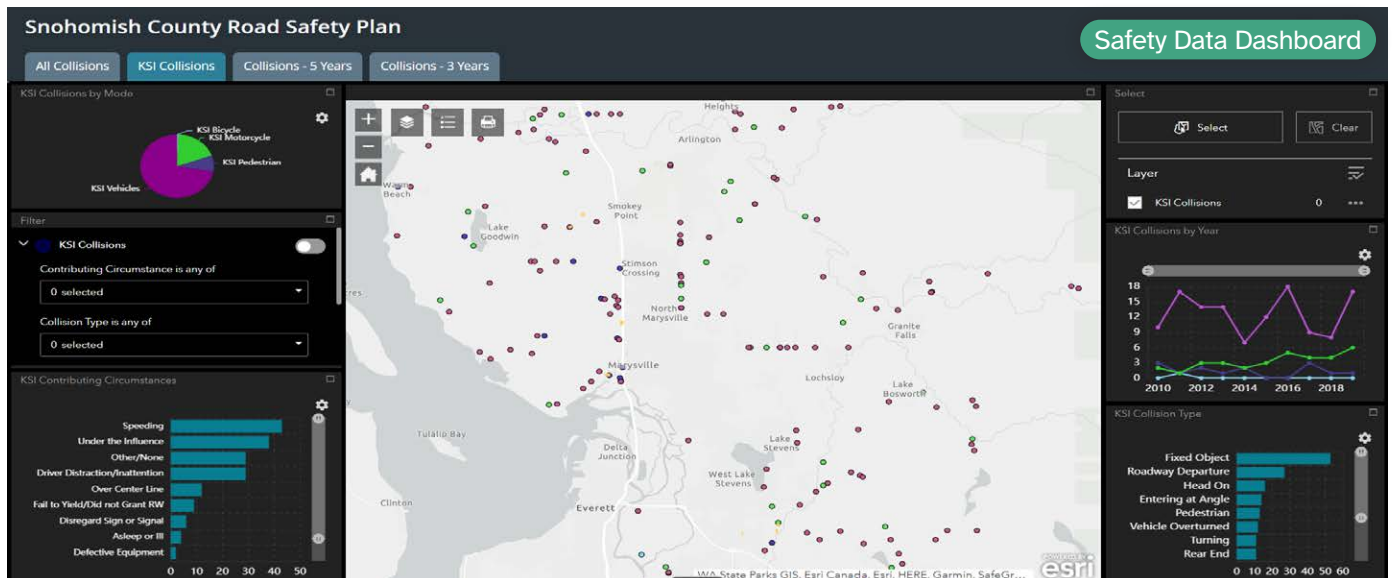 Snohomish County Road Safety Plan
Safety Data Dashboard
All Collisions
KSI Collisions
Collisions - 5 Years
Collisions - 3 Years
KSI Collisions by Mode
KSI Bicycle
KSI Motorcycle
KSI Pedestrian
KSI Vehicles
Filter
KSI Collisions
Contributing Circumstance is any of
0 selected
Collision Type is any of
0 selected
KSI Contributing Circumstances
Speeding
Under the Influence
Other/None
Driver Distraction/Inattention
Over Center Line
Fail to Yield/Did not Grant RW
Disregard Sign or Signal
Asleep or Ill
Defective Equipment
0 10 20 30 40 50
Heights
Arlington
Warm
Beach
Smokey
Point
Lake
Goodwin
Stimson
Crossing
North
Marysville
Granite
Falls
Marysville
Lochsloy
Lake
Bosworth
Tulalip Bay
Delta
Junction
Lake
Stevens
West Lake
Stevens
Clinton
Everett
WA State Parks GIS, Esri Canada, Esri, HERE, Garmin, SafeGr...
POWERED BY
esri
Select
Select
Clear
Layer
KSI Collisions 0
KSI Collisions by Year
18
15
12
9
6
3
0
2010 2012 2014 2016 2018
KSI Collision Type
Fixed Object
Roadway Departure
Head On
Entering at Angle
Pedestrian
Vehicle Overturned
Turning
Rear End
0 10 20 30 40 50 60